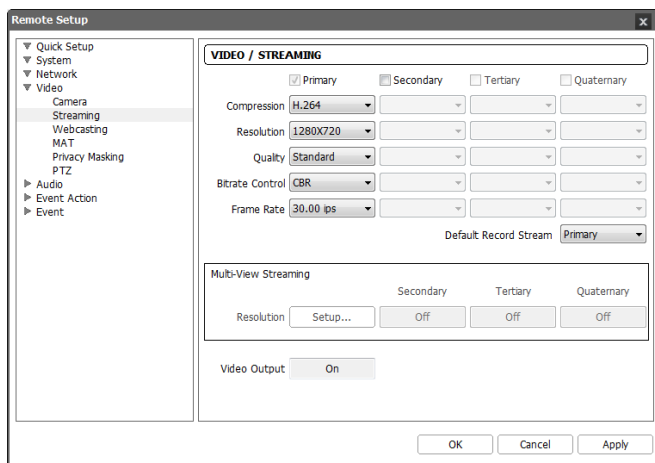 Remote Setup
Quick Setup
System
Network
Video
Camera
Streaming
Webcasting
MAT
Privacy Masking
PTZ
Audio
Event Action
Event
VIDEO / STREAMING
Primary Secondary Tertiary Quaternary
Compression H.264
Resolution 1280X720
Quality Standard
Bitrate Control CBR
Frame Rate 30.00 ips
Default Record Stream Primary
Multi-View Streaming
Secondary Tertiary Quaternary
Resolution Setup... Off Off Off
Video Output On
OK Cancel Apply